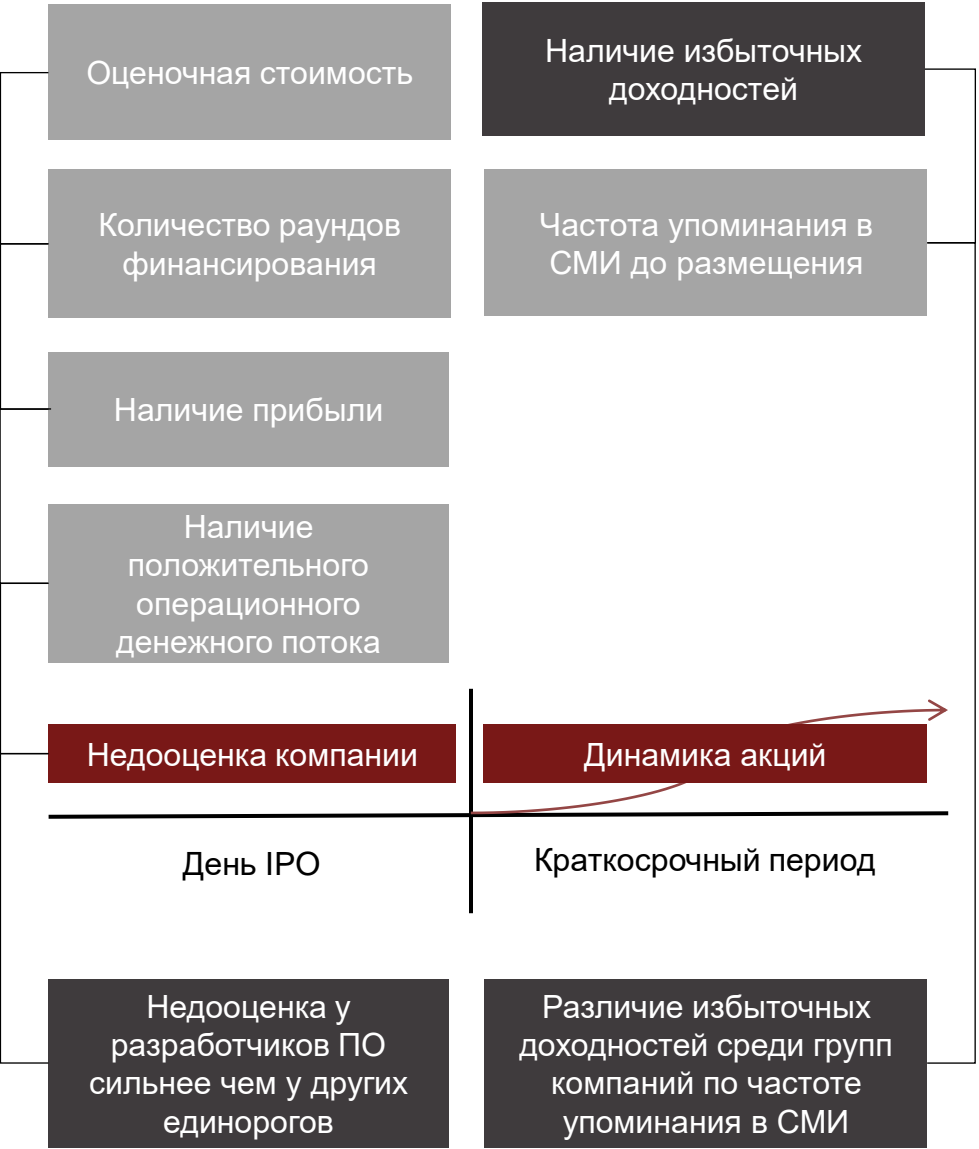 Оценочная стоимость
Наличие избыточных
доходностей
Количество раундов
финансирования
Частота упоминания в
СМИ до размещения
Наличие прибыли
Наличие
положительного
операционного
денежного потока
Недооценка компании
Динамика акций
День IPO
Краткосрочный период
Недооценка у
разработчиков ПО
сильнее чем у других
единорогов
Различие избыточных
доходностей среди групп
компаний по частоте
упоминания в СМИ